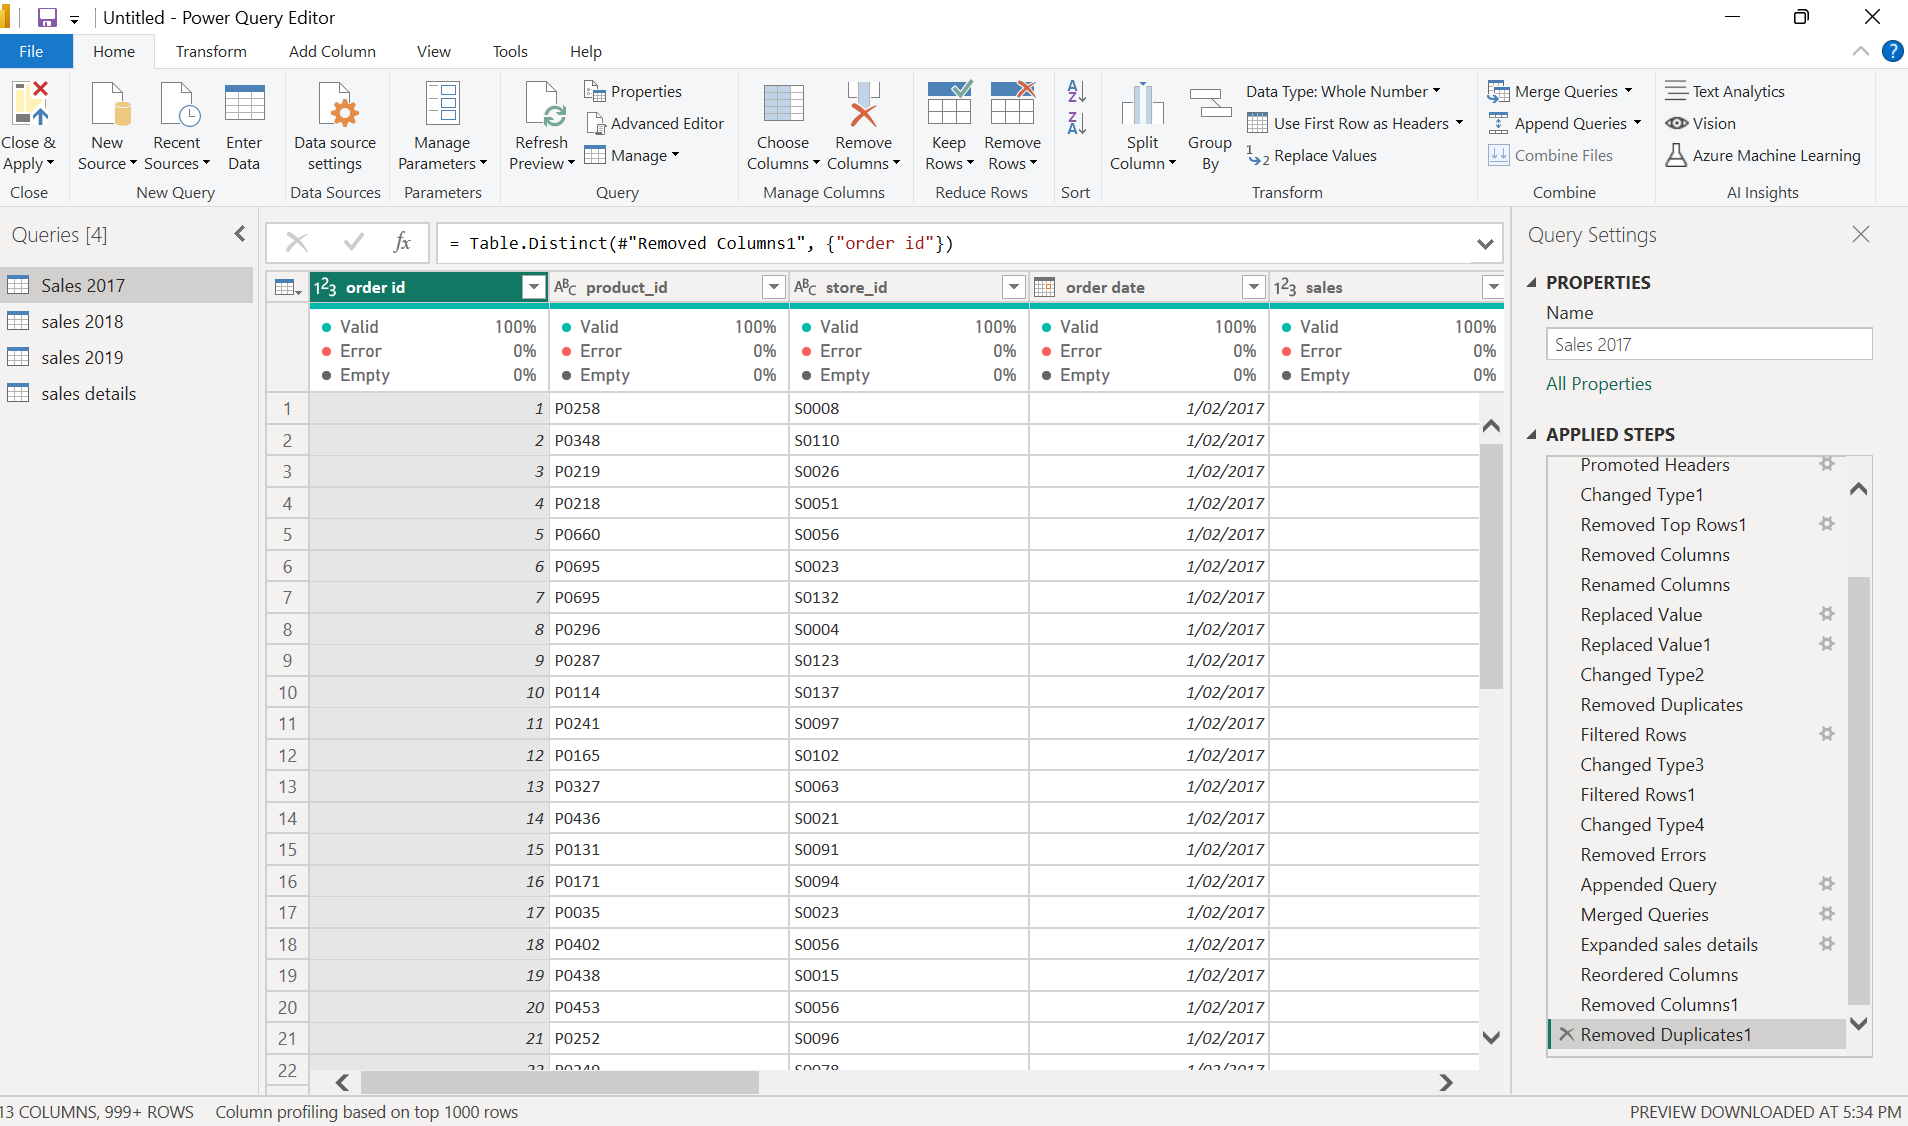 Untitled - Power Query Editor
File Home Transform Add Column View Tools Help
Close & Apply
New Source
Recent Sources
Enter Data
Data source settings
Manage Parameters
Refresh Preview
Properties
Advanced Editor
Manage
Choose Columns
Remove Columns
Keep Rows
Remove Rows
Split Column
Group By
Data Type: Whole Number
Use First Row as Headers
Replace Values
Merge Queries
Append Queries
Combine Files
Text Analytics
Vision
Azure Machine Learning
Close New Query Data Sources Parameters Query Manage Columns Reduce Rows Sort Transform Combine AI Insights
Queries [4]
Sales 2017
sales 2018
sales 2019
sales details
fx
= Table.Distinct(#"Removed Columns1", {"order id"})
123 order id ABC product_id ABC store_id order date 123 sales
Valid 100% Valid 100% Valid 100% Valid 100% Valid 100%
Error 0% Error 0% Error 0% Error 0% Error 0%
Empty 0% Empty 0% Empty 0% Empty 0% Empty 0%
1 1 P0258 S0008 1/02/2017
2 2 P0348 S0110 1/02/2017
3 3 P0219 S0026 1/02/2017
4 4 P0218 S0051 1/02/2017
5 5 P0660 S0056 1/02/2017
6 6 P0695 S0023 1/02/2017
7 7 P0695 S0132 1/02/2017
8 8 P0296 S0004 1/02/2017
9 9 P0287 S0123 1/02/2017
10 10 P0114 S0137 1/02/2017
11 11 P0241 S0097 1/02/2017
12 12 P0165 S0102 1/02/2017
13 13 P0327 S0063 1/02/2017
14 14 P0436 S0021 1/02/2017
15 15 P0131 S0091 1/02/2017
16 16 P0171 S0094 1/02/2017
17 17 P0035 S0023 1/02/2017
18 18 P0402 S0056 1/02/2017
19 19 P0438 S0015 1/02/2017
20 20 P0453 S0056 1/02/2017
21 21 P0252 S0096 1/02/2017
22
Query Settings
PROPERTIES
Name
Sales 2017
All Properties
APPLIED STEPS
Promoted Headers
Changed Type1
Removed Top Rows1
Removed Columns
Renamed Columns
Replaced Value
Replaced Value1
Changed Type2
Removed Duplicates
Filtered Rows
Changed Type3
Filtered Rows1
Changed Type4
Removed Errors
Appended Query
Merged Queries
Expanded sales details
Reordered Columns
Removed Columns1
Removed Duplicates1
13 COLUMNS, 999+ ROWS Column profiling based on top 1000 rows
PREVIEW DOWNLOADED AT 5:34 PM